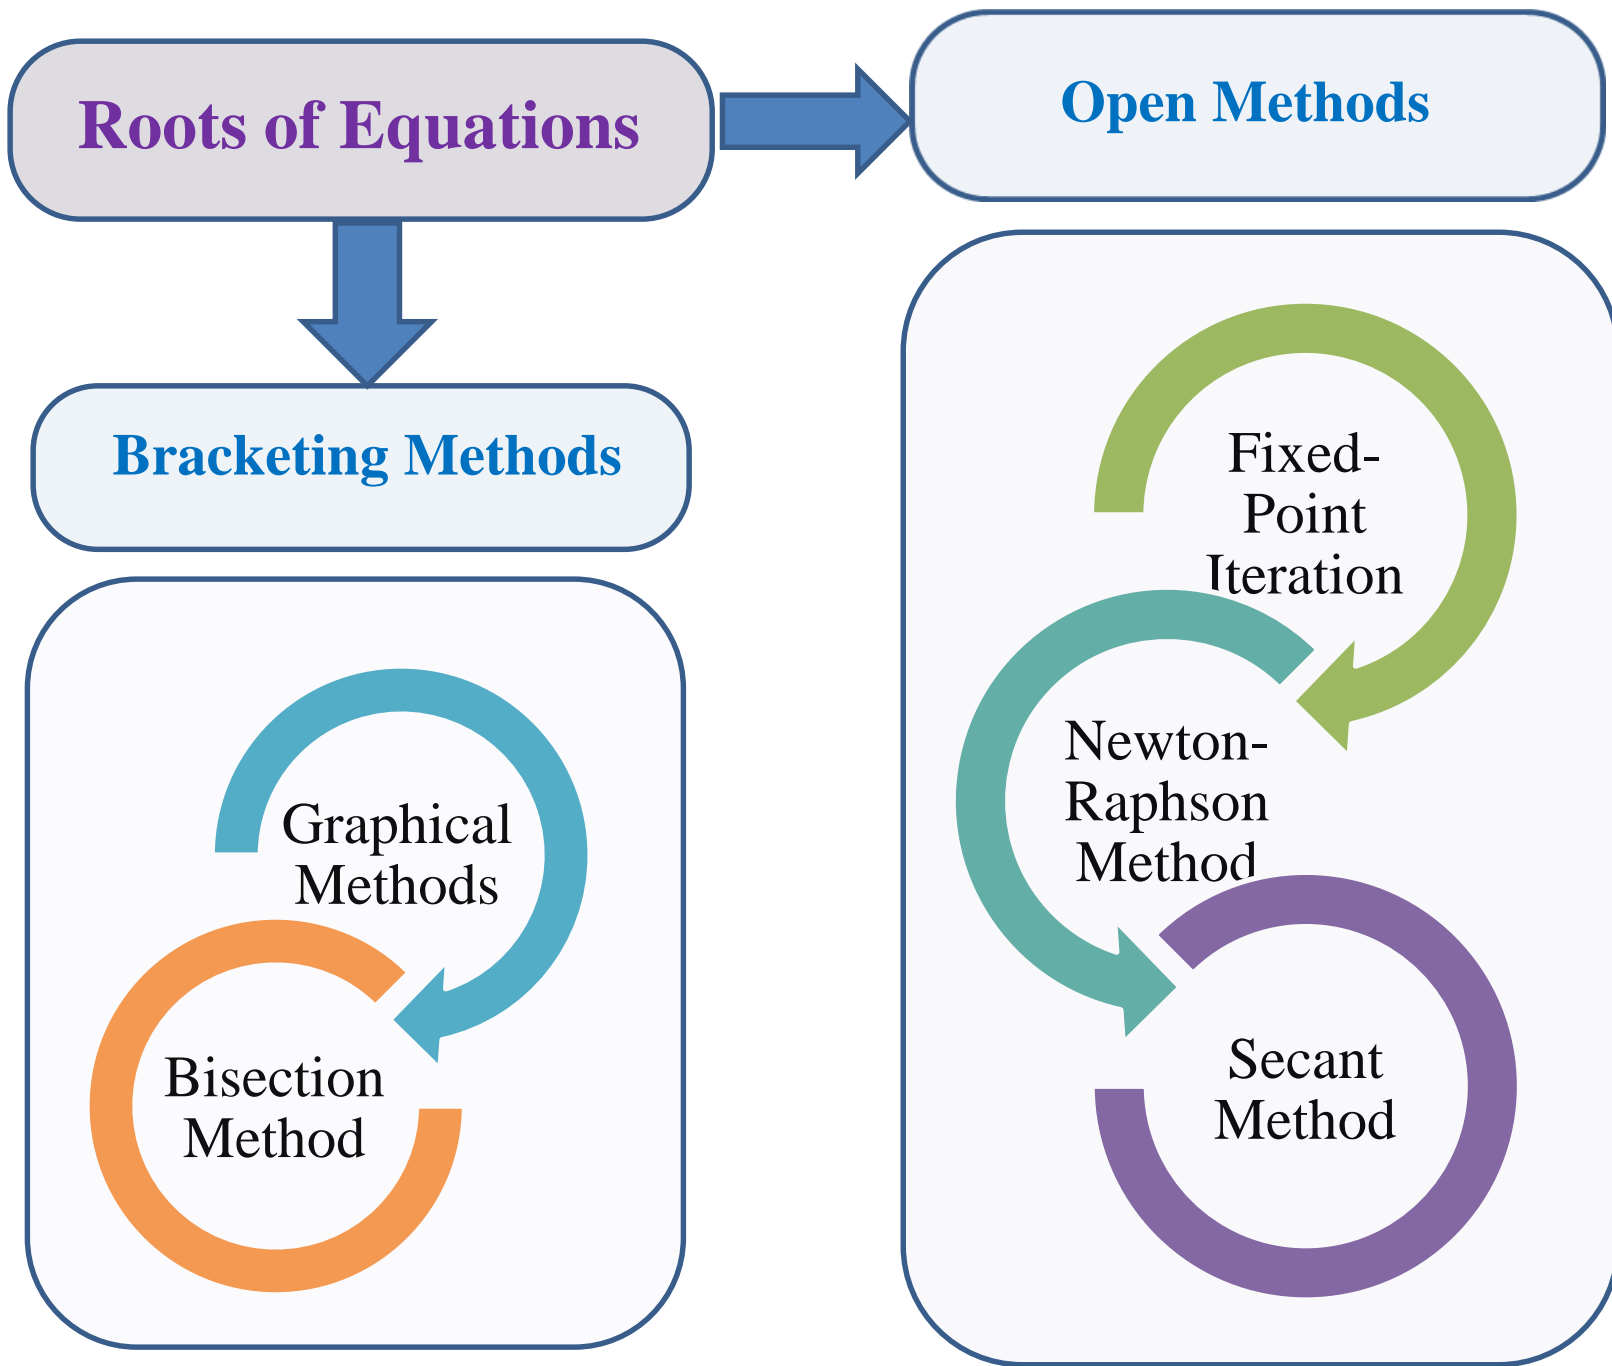 Roots of Equations
Open Methods
Bracketing Methods
Graphical
Methods
Bisection
Method
Fixed-
Point
Iteration
Newton-
Raphson
Method
Secant
Method